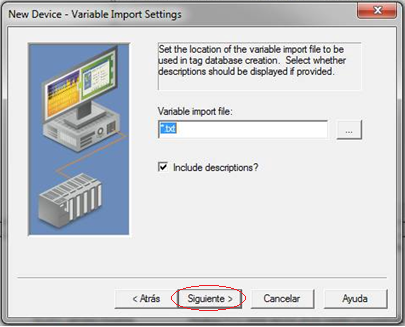 New Device - Variable Import Settings
Set the location of the variable import file to be
used in tag database creation. Select whether
descriptions should be displayed if provided.
Variable import file:
*.txt
...
Include descriptions?
< Atrás
Siguiente >
Cancelar
Ayuda